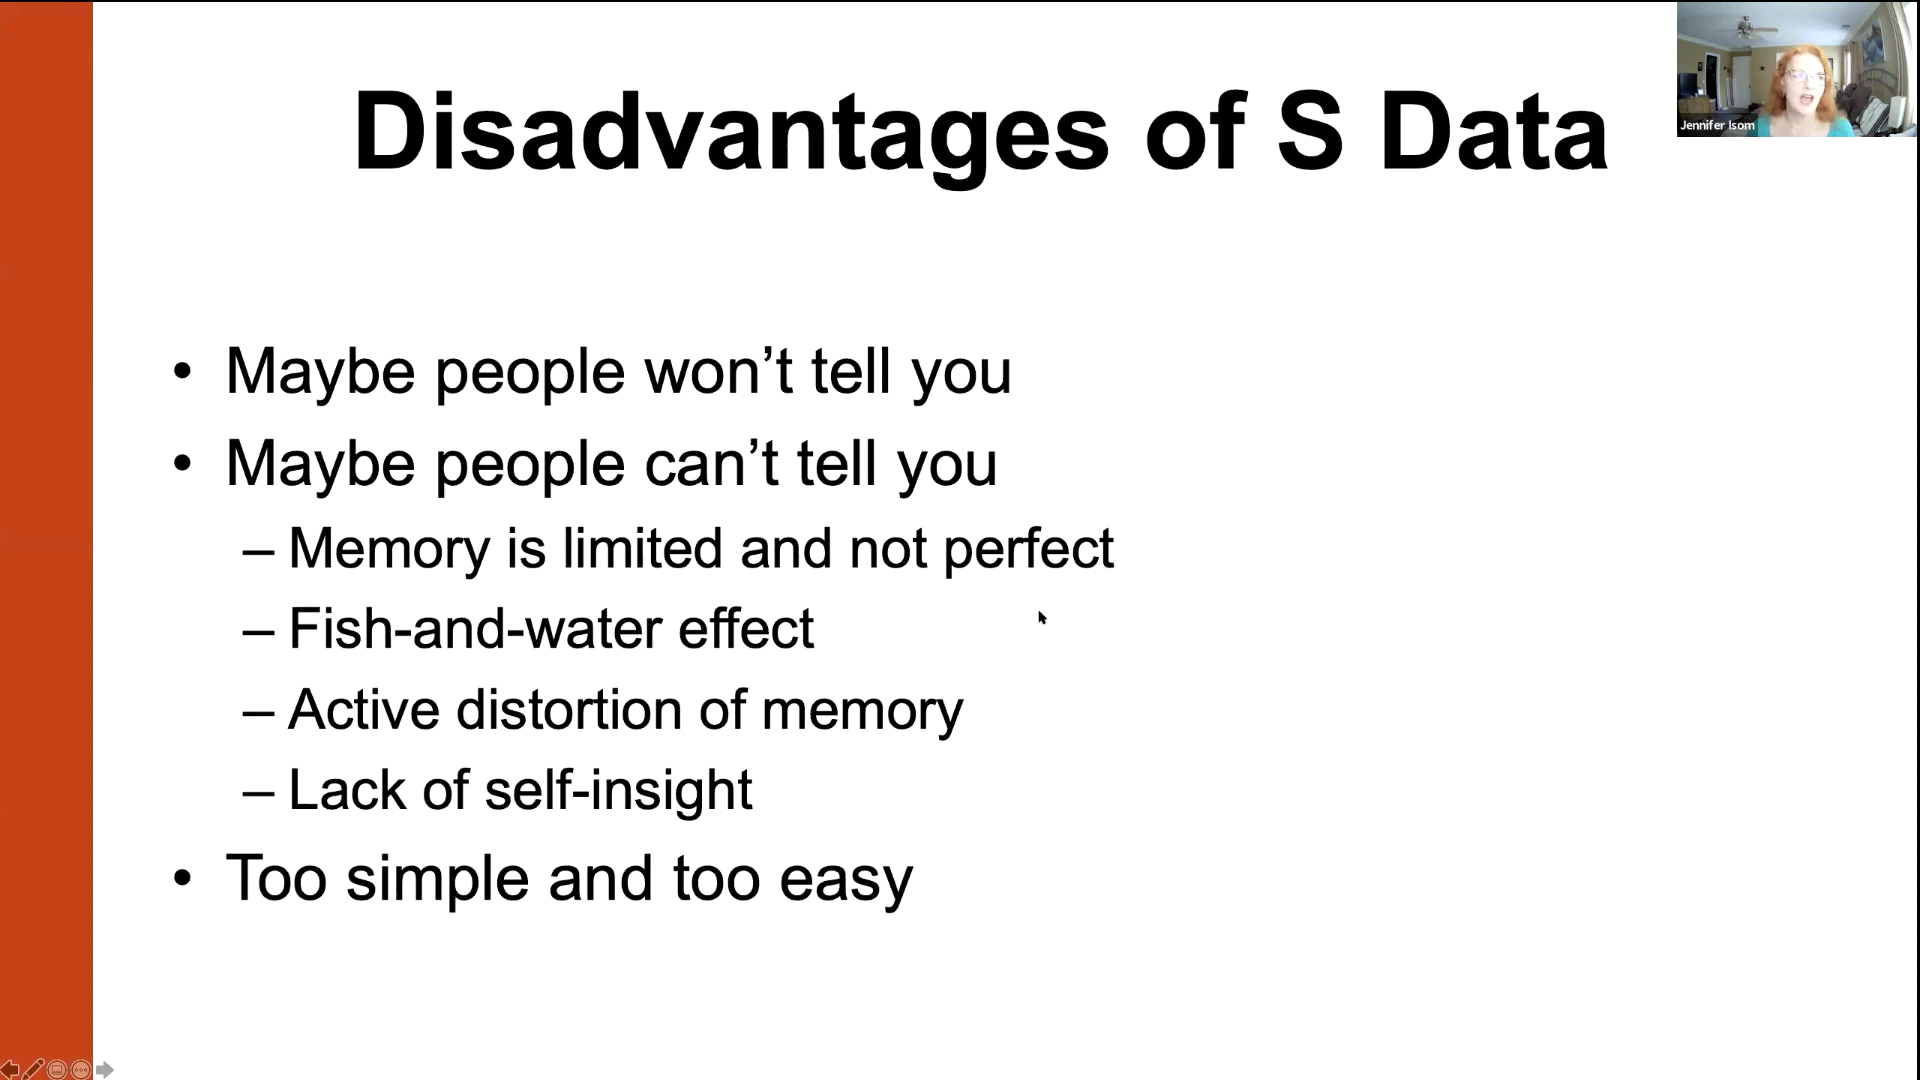 Disadvantages of S Data
Jennifer Isom
• Maybe people won’t tell you
• Maybe people can’t tell you
– Memory is limited and not perfect
– Fish-and-water effect
– Active distortion of memory
– Lack of self-insight
• Too simple and too easy